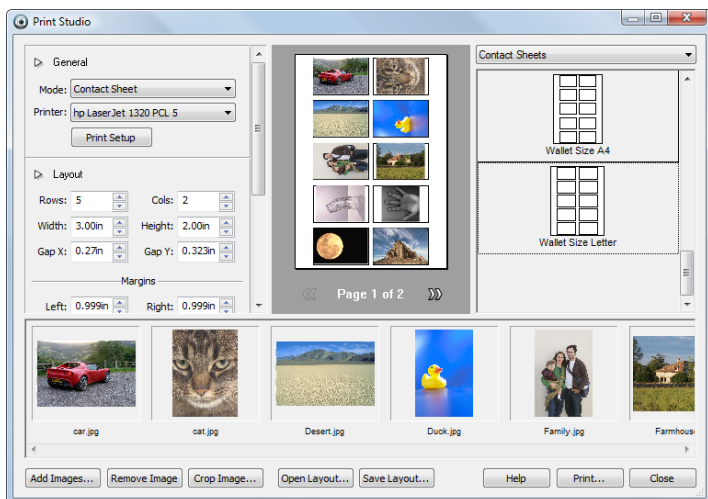 Print Studio
General
Mode: Contact Sheet
Printer: hp LaserJet 1320 PCL 5
Print Setup
Layout
Rows: 5 Cols: 2
Width: 3.00in Height: 2.00in
Gap X: 0.27in Gap Y: 0.323in
Margins
Left: 0.999in Right: 0.999in
Page 1 of 2
Contact Sheets
Wallet Size A4
Wallet Size Letter
car.jpg cat.jpg Desert.jpg Duck.jpg Family.jpg Farmhous
Add Images... Remove Image Crop Image... Open Layout... Save Layout... Help Print... Close